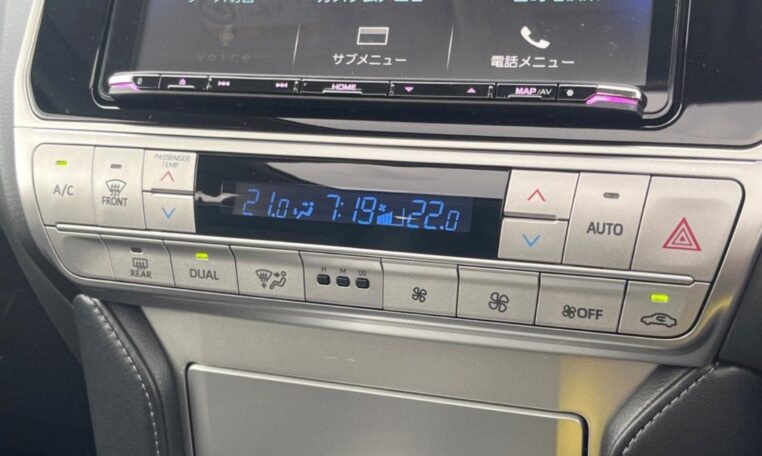 Voice
サブメニュー
電話メニュー
HOME
MAP/AV
A/C
FRONT
PASSENGER
TEMP
21.0 7:19 22.0
AUTO
REAR
DUAL
H M 00
OFF